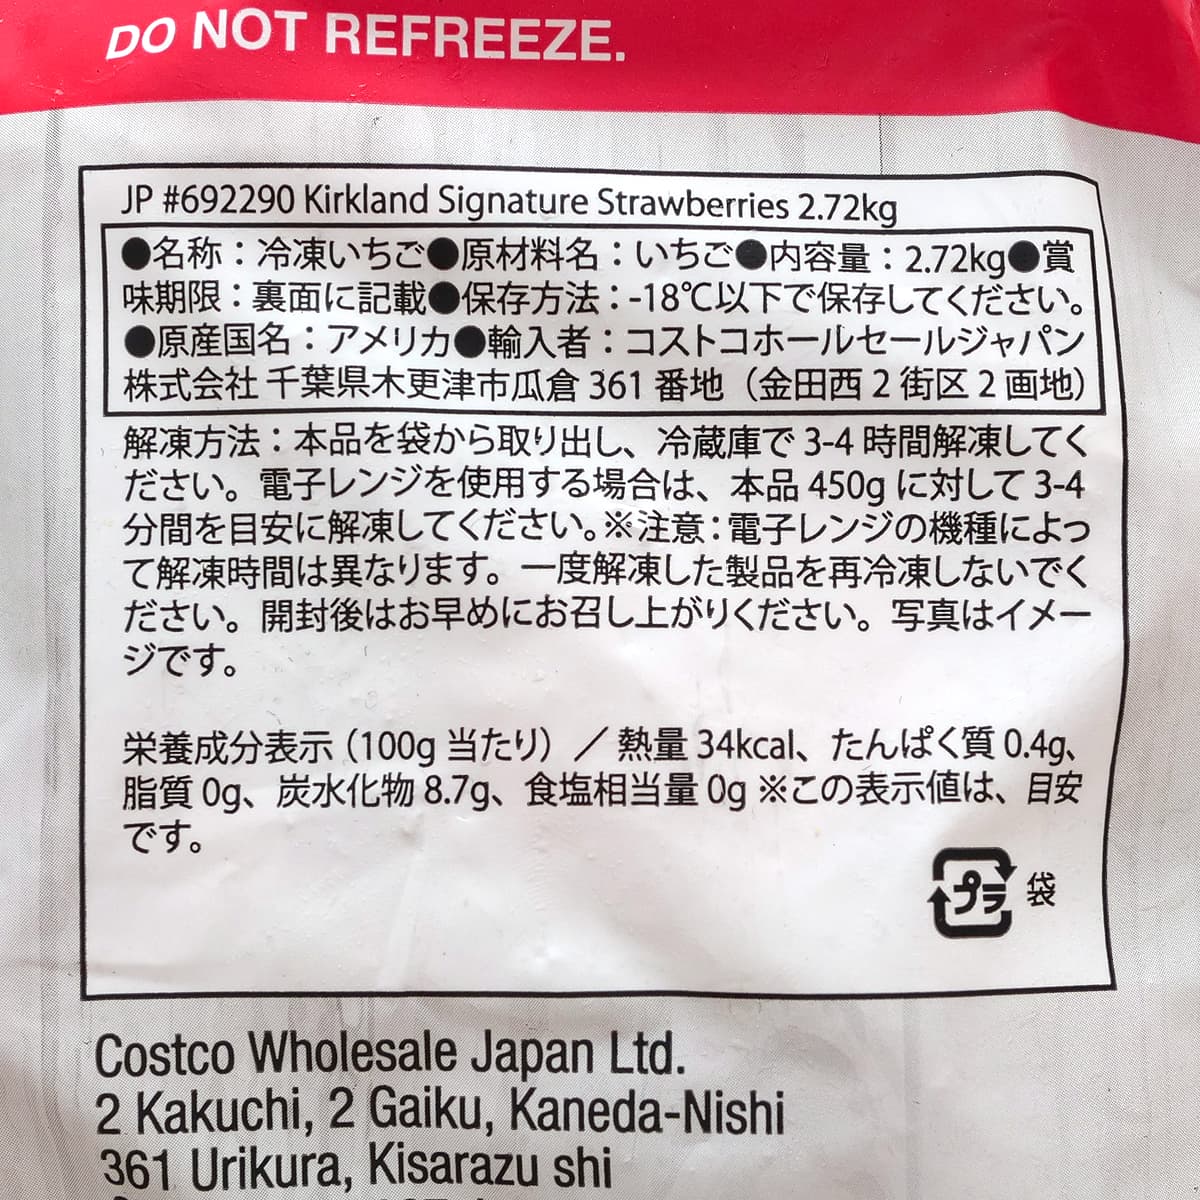 DO NOT REFREEZE.
JP #692290 Kirkland Signature Strawberries 2.72kg
●名称：冷凍いちご●原材料名：いちご●内容量：2.72kg●賞
味期限：裏面に記載●保存方法：-18℃以下で保存してください。
●原産国名：アメリカ●輸入者：コストコホールセールジャパン
株式会社 千葉県木更津市瓜倉 361 番地（金田西 2 街区 2 画地）
解凍方法：本品を袋から取り出し、冷蔵庫で 3-4 時間解凍してく
ださい。電子レンジを使用する場合は、本品 450g に対して 3-4
分間を目安に解凍してください。※注意：電子レンジの機種によっ
て解凍時間は異なります。一度解凍した製品を再冷凍しないでく
ださい。開封後はお早めにお召し上がりください。写真はイメー
ジです。
栄養成分表示（100g 当たり）／熱量 34kcal、たんぱく質 0.4g、
脂質 0g、炭水化物 8.7g、食塩相当量 0g ※この表示値は、目安
です。
プラ 袋
Costco Wholesale Japan Ltd.
2 Kakuchi, 2 Gaiku, Kaneda-Nishi
361 Urikura, Kisarazu shi